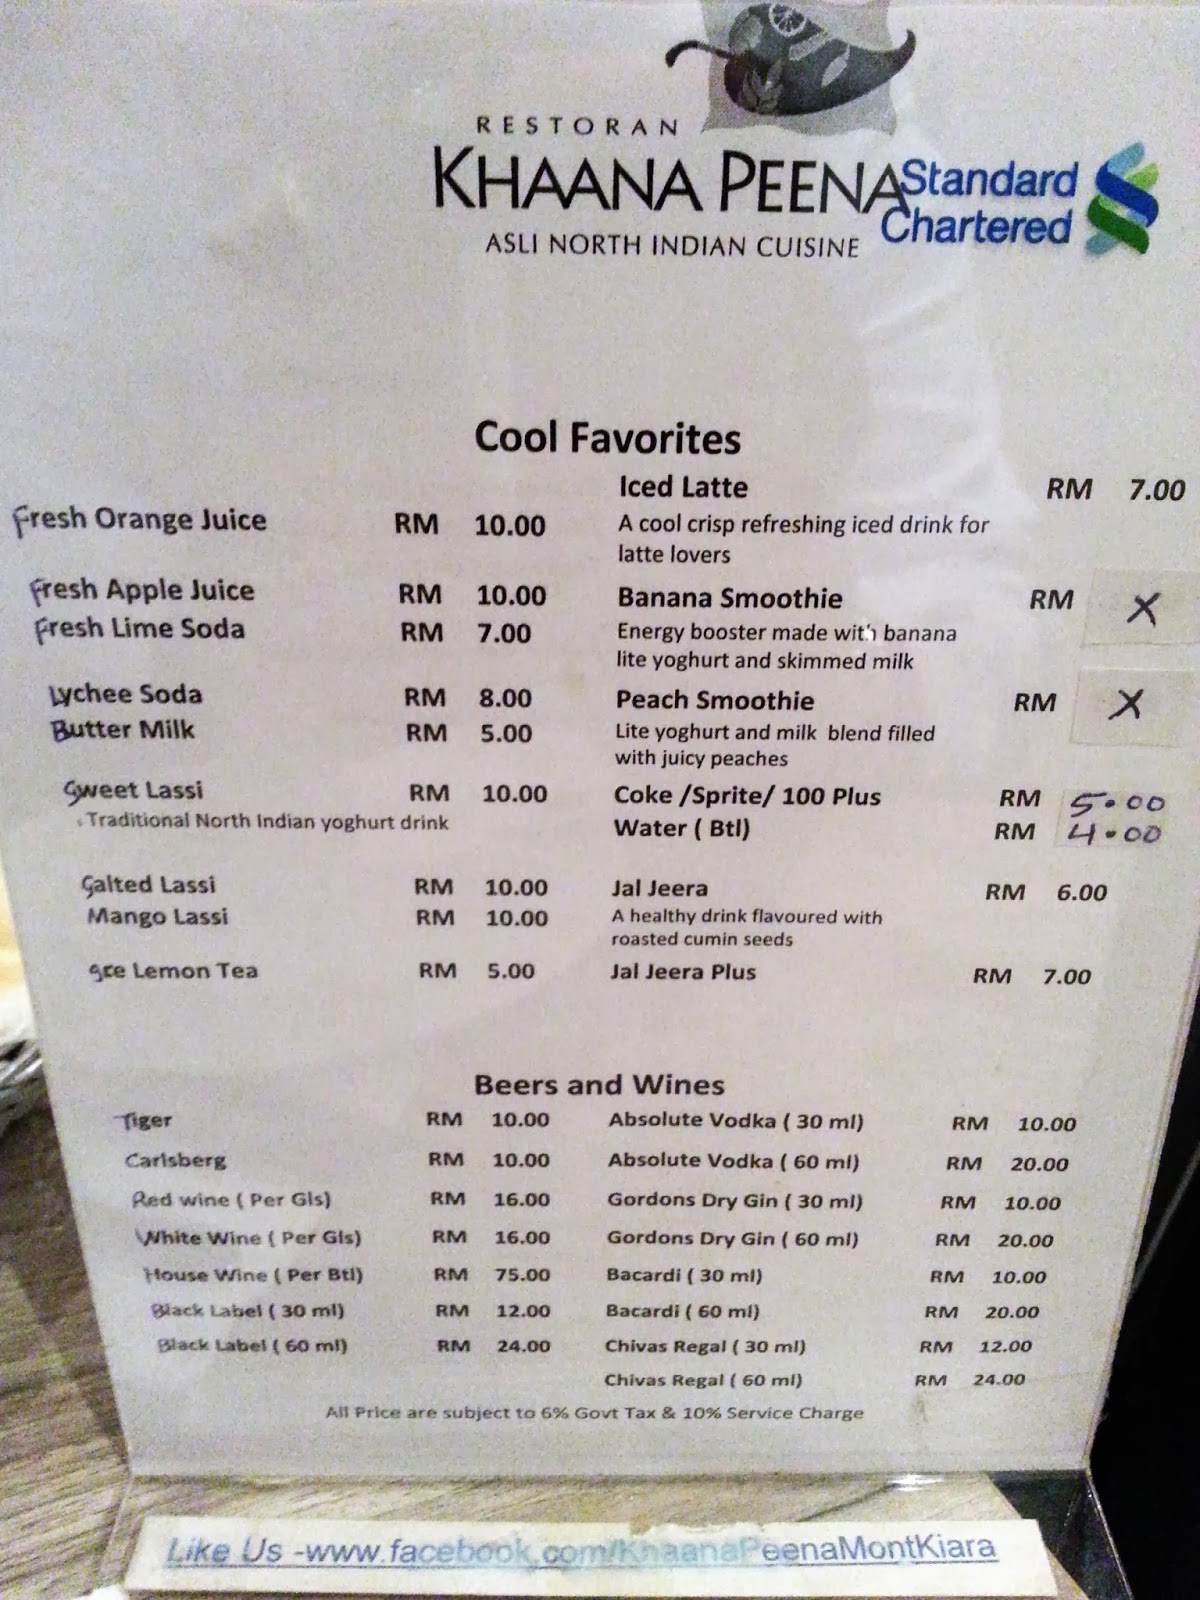 RESTORAN
KHAANA PEENA
Standard
Chartered
ASLI NORTH INDIAN CUISINE
Cool Favorites
Iced Latte RM 7.00
Fresh Orange Juice RM 10.00 A cool crisp refreshing iced drink for
latte lovers
Fresh Apple Juice RM 10.00 Banana Smoothie RM X
Fresh Lime Soda RM 7.00 Energy booster made with banana
lite yoghurt and skimmed milk
Lychee Soda RM 8.00 Peach Smoothie RM X
Butter Milk RM 5.00 Lite yoghurt and milk blend filled
with juicy peaches
Sweet Lassi RM 10.00 Coke /Sprite/ 100 Plus RM 5.00
Traditional North Indian yoghurt drink Water ( Btl) RM 4.00
Salted Lassi RM 10.00 Jal Jeera RM 6.00
Mango Lassi RM 10.00 A healthy drink flavoured with
roasted cumin seeds
Ice Lemon Tea RM 5.00 Jal Jeera Plus RM 7.00
Beers and Wines
Tiger RM 10.00 Absolute Vodka ( 30 ml) RM 10.00
Carlsberg RM 10.00 Absolute Vodka ( 60 ml) RM 20.00
Red wine ( Per Gls) RM 16.00 Gordons Dry Gin ( 30 ml) RM 10.00
White Wine ( Per Gls) RM 16.00 Gordons Dry Gin ( 60 ml) RM 20.00
House Wine ( Per Btl) RM 75.00 Bacardi ( 30 ml) RM 10.00
Black Label ( 30 ml) RM 12.00 Bacardi ( 60 ml) RM 20.00
Black Label ( 60 ml) RM 24.00 Chivas Regal ( 30 ml) RM 12.00
Chivas Regal ( 60 ml) RM 24.00
All Price are subject to 6% Govt Tax & 10% Service Charge
Like Us -www.facebook.com/KhaanaPeenaMontKiara